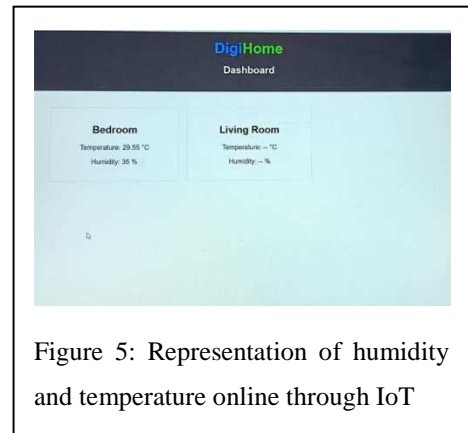 DigiHome
Dashboard
Bedroom
Temperature: 29.55 °C
Humidity: 35 %
Living Room
Temperature: -- °C
Humidity: -- %
Figure 5: Representation of humidity
and temperature online through IoT